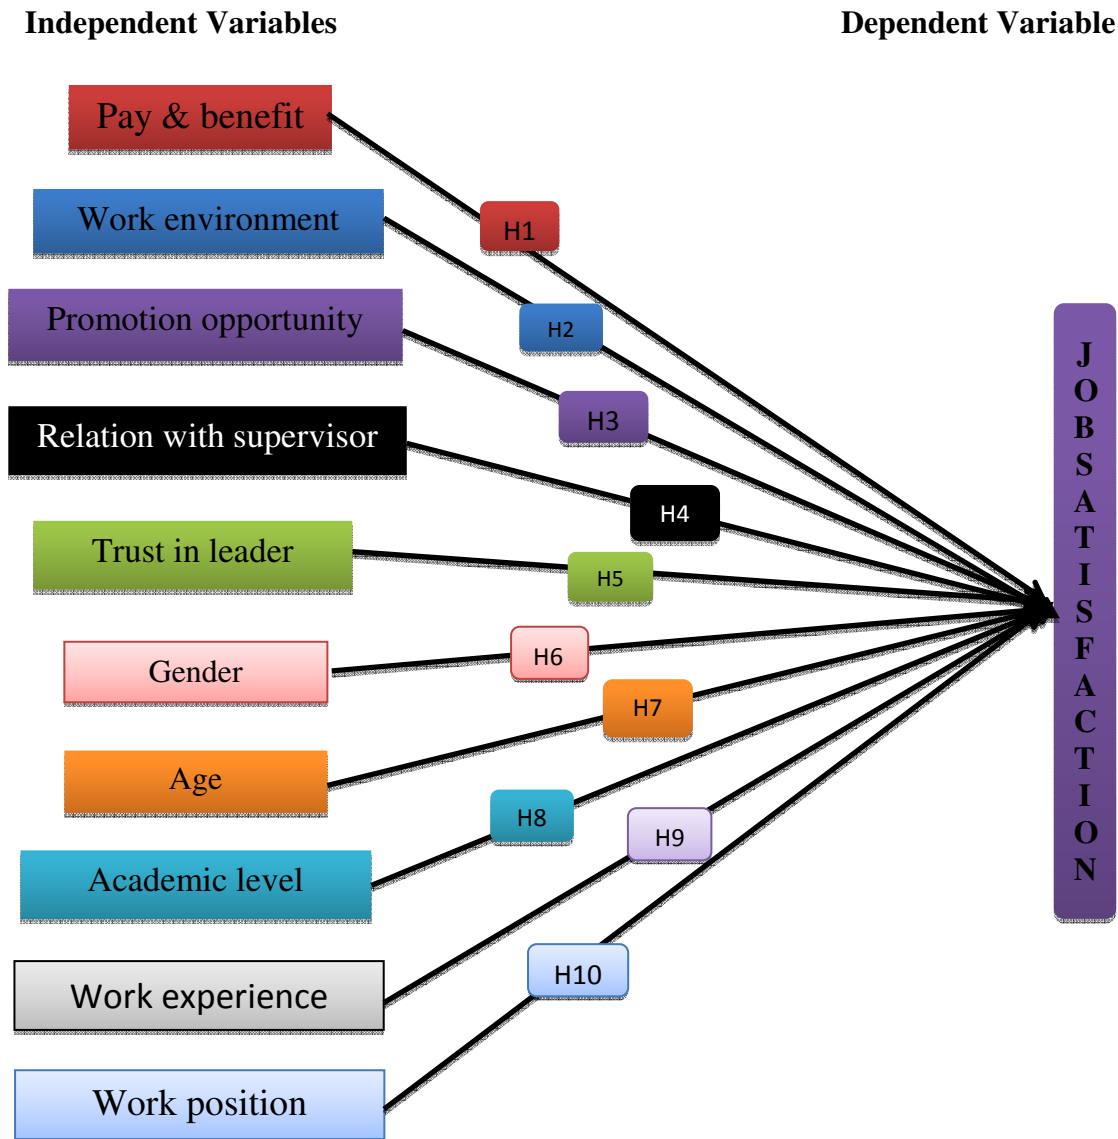 Independent Variables
Dependent Variable
Pay & benefit
H1
Work environment
H2
Promotion opportunity
H3
Relation with supervisor
H4
Trust in leader
H5
Gender
H6
Age
H7
Academic level
H8
Work experience
H9
Work position
H10
J
O
B
S
A
T
I
S
F
A
C
T
I
O
N